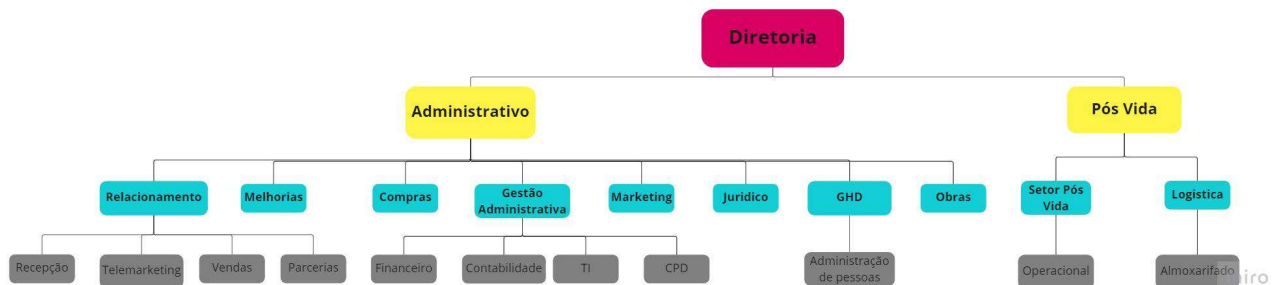 Diretoria
Administrativo
Pós Vida
Relacionamento
Melhorias
Compras
Gestão
Administrativa
Marketing
Juridico
GHD
Obras
Setor Pós
Vida
Logistica
Recepção
Telemarketing
Vendas
Parcerias
Financeiro
Contabilidade
TI
CPD
Administração
de pessoas
Operacional
Almoxarifado
miro